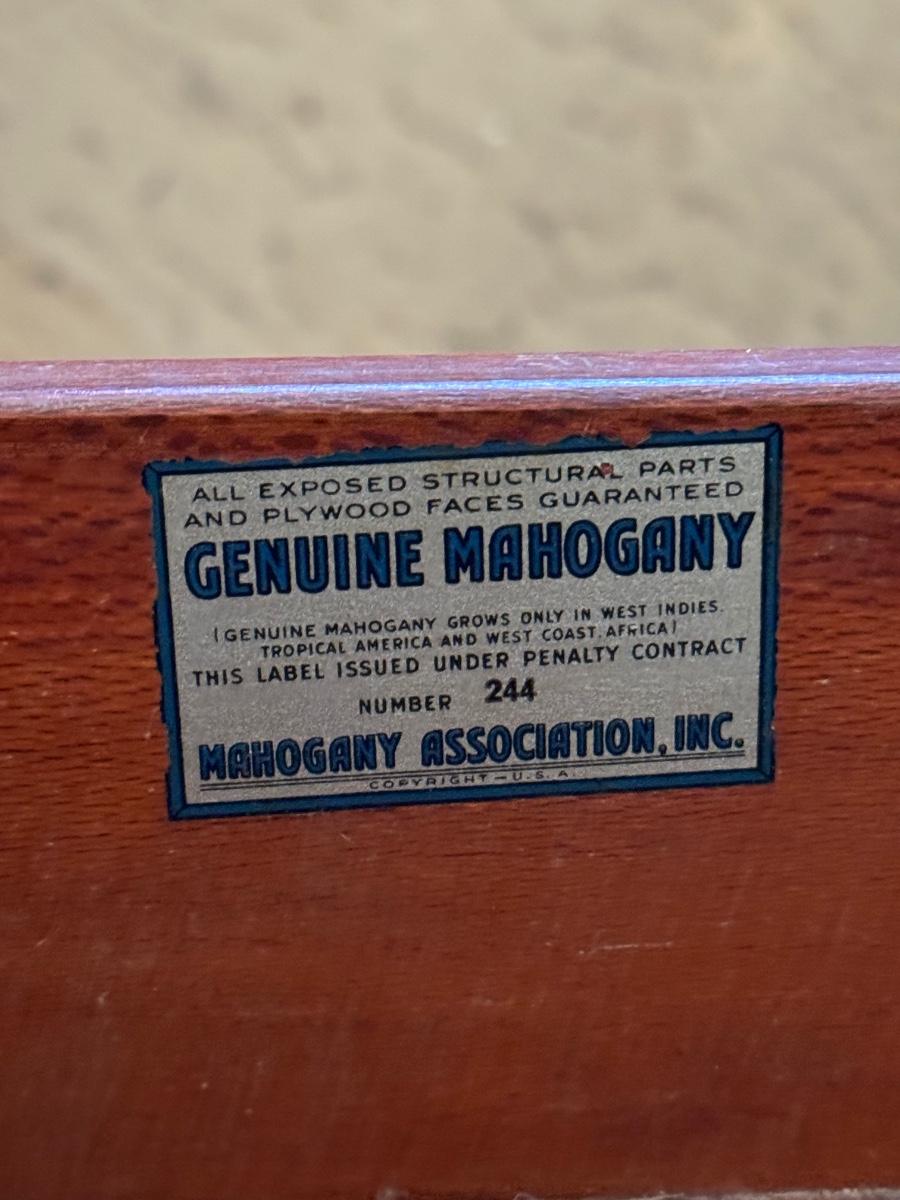 ALL EXPOSED STRUCTURAL PARTS
AND PLYWOOD FACES GUARANTEED
GENUINE MAHOGANY
(GENUINE MAHOGANY GROWS ONLY IN WEST INDIES.
TROPICAL AMERICA AND WEST COAST. AFRICA)
THIS LABEL ISSUED UNDER PENALTY CONTRACT
NUMBER 244
MAHOGANY ASSOCIATION, INC.
COPYRIGHT — U.S.A.